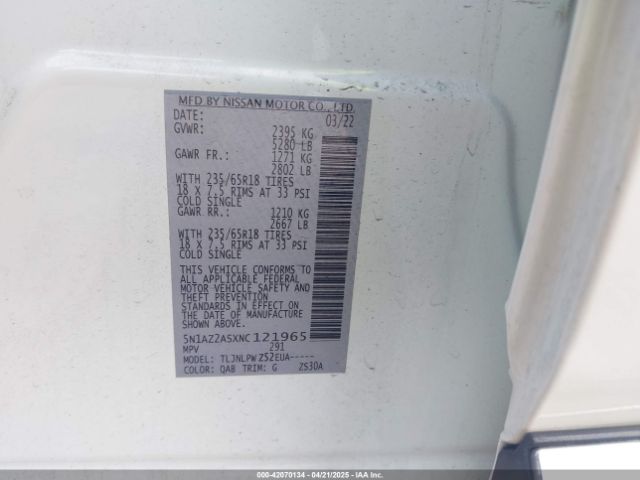 MFD BY NISSAN MOTOR CO., LTD.
DATE: 03/22
GVWR: 2395 KG
5280 LB
GAWR FR.: 1271 KG
2802 LB
WITH 235/65R18 TIRES
18 X 7.5 RIMS AT 33 PSI
COLD SINGLE
GAWR RR.: 1210 KG
2667 LB
WITH 235/65R18 TIRES
18 X 7.5 RIMS AT 33 PSI
COLD SINGLE
THIS VEHICLE CONFORMS TO
ALL APPLICABLE FEDERAL
MOTOR VEHICLE SAFETY AND
THEFT PREVENTION
STANDARDS IN EFFECT ON
THE DATE OF MANUFACTURE
SHOWN ABOVE.
5N1AZ2ASXNC121965
MPV 291
MODEL: TLJNLPWZS2EUA-----
COLOR: QAB TRIM: G ZS30A
000-42070134 - 04/21/2025 - IAA Inc.